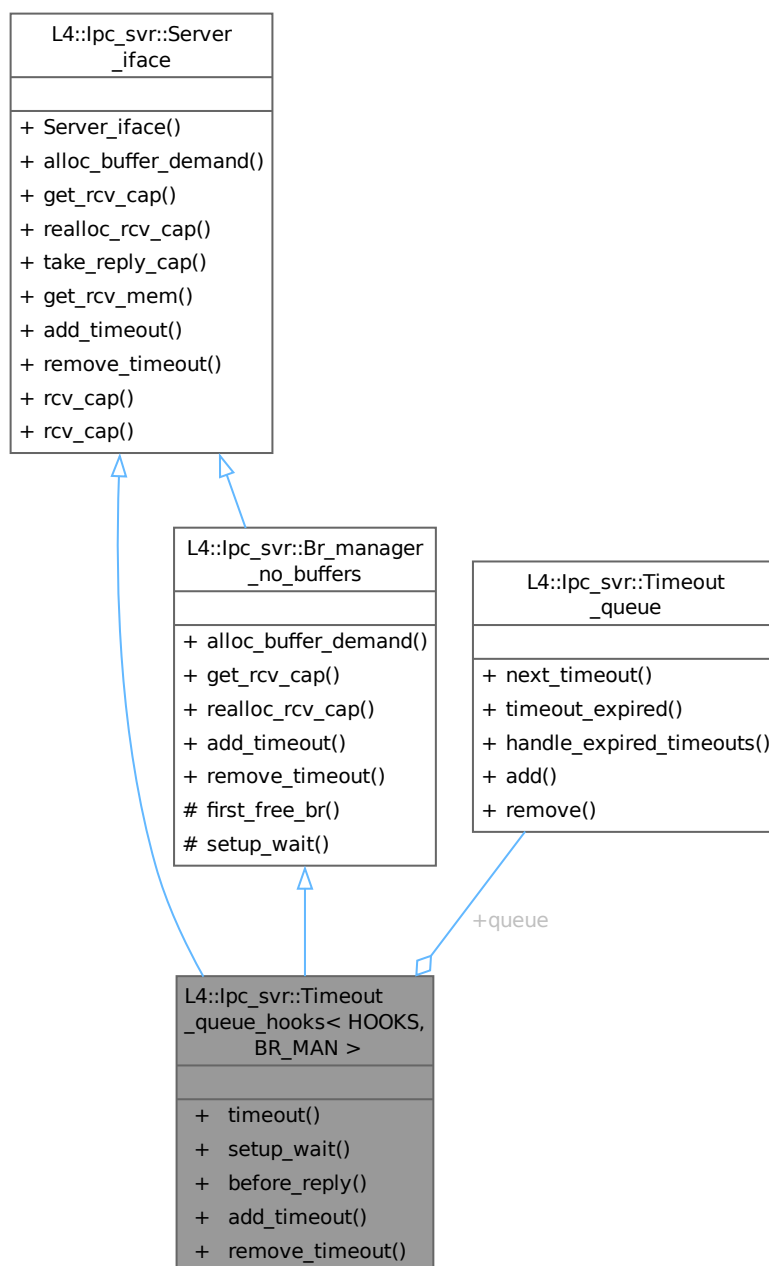 L4::Ipc_svr::Server
_iface
+ Server_iface()
+ alloc_buffer_demand()
+ get_rcv_cap()
+ realloc_rcv_cap()
+ take_reply_cap()
+ get_rcv_mem()
+ add_timeout()
+ remove_timeout()
+ rcv_cap()
+ rcv_cap()
L4::Ipc_svr::Br_manager
_no_buffers
+ alloc_buffer_demand()
+ get_rcv_cap()
+ realloc_rcv_cap()
+ add_timeout()
+ remove_timeout()
# first_free_br()
# setup_wait()
L4::Ipc_svr::Timeout
_queue
+ next_timeout()
+ timeout_expired()
+ handle_expired_timeouts()
+ add()
+ remove()
+queue
L4::Ipc_svr::Timeout
_queue_hooks< HOOKS,
BR_MAN >
+ timeout()
+ setup_wait()
+ before_reply()
+ add_timeout()
+ remove_timeout()